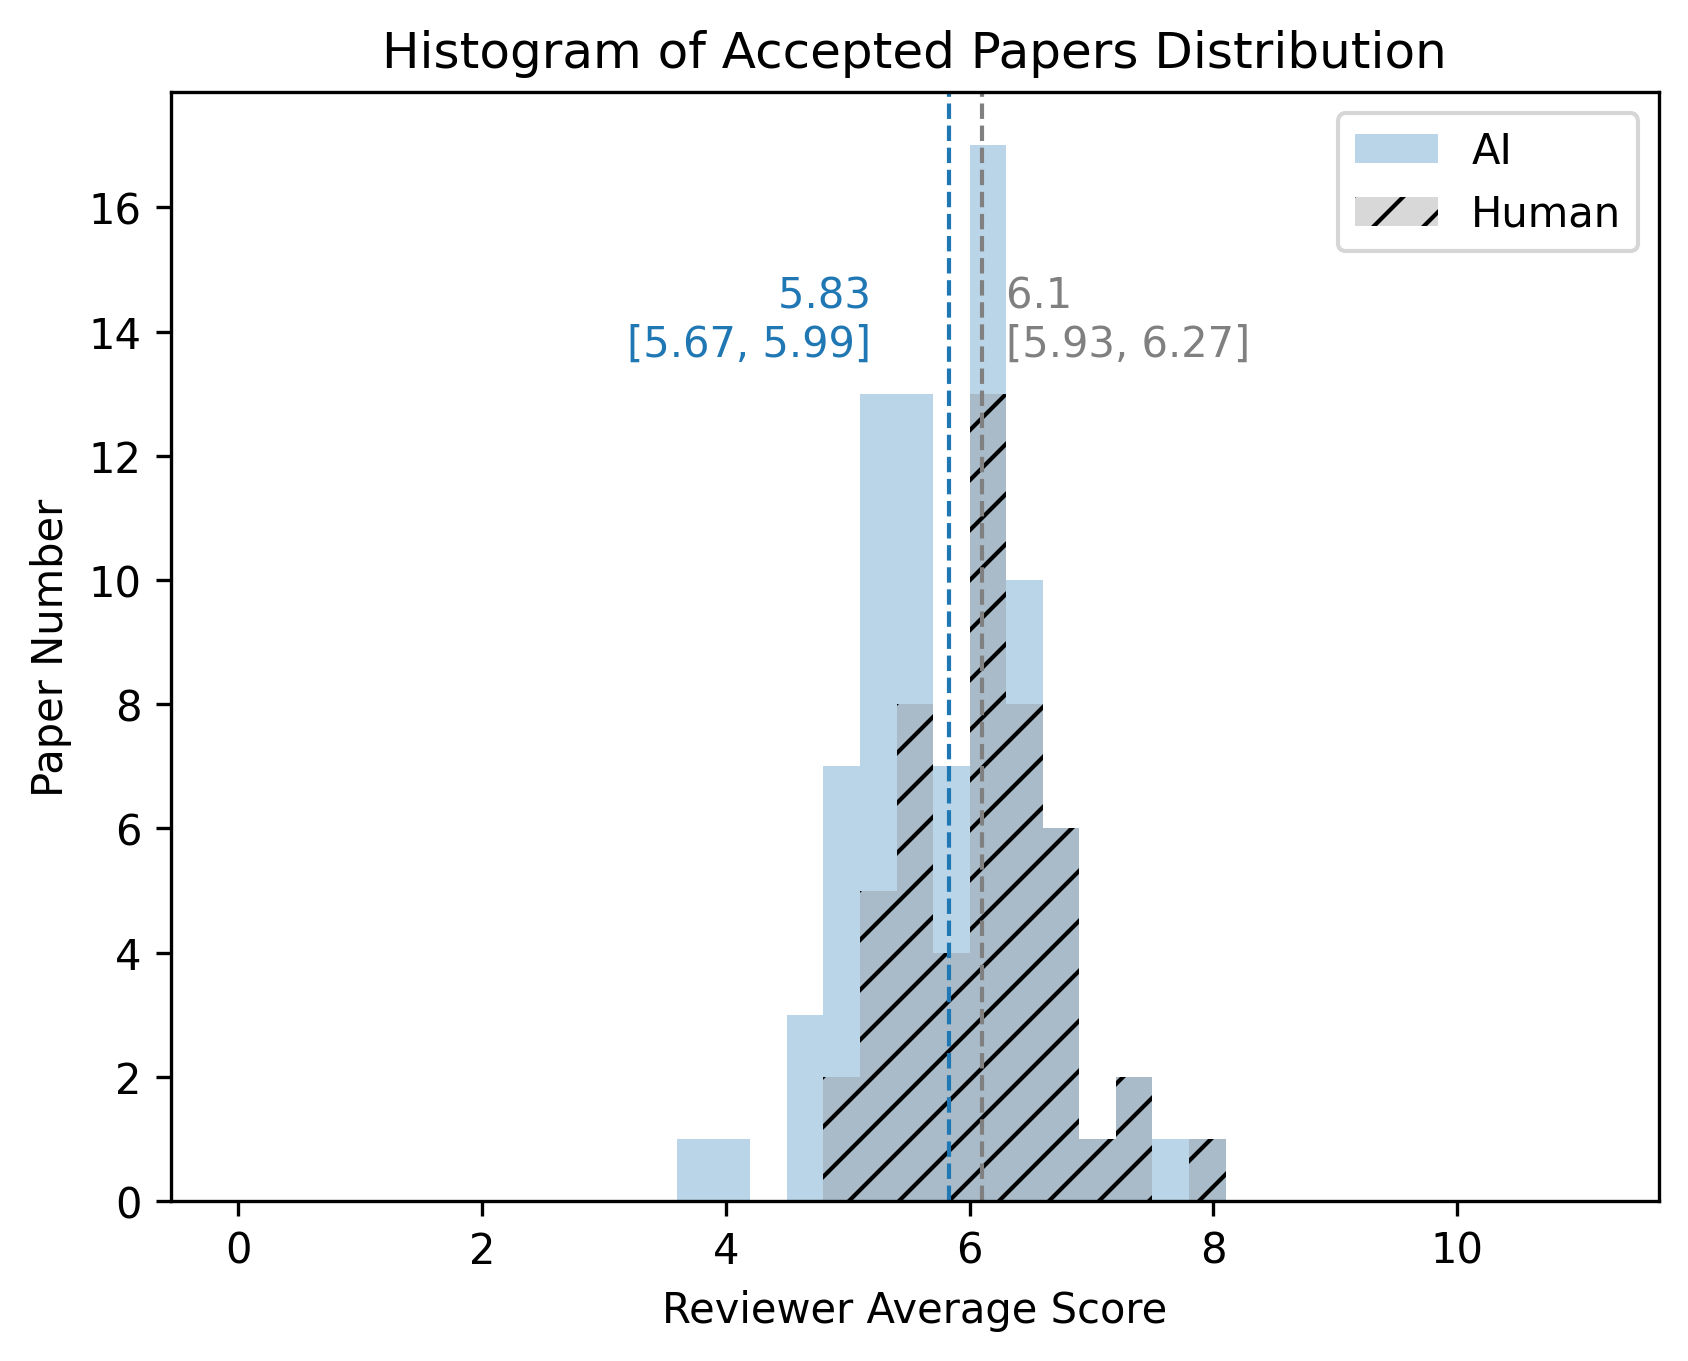 Histogram of Accepted Papers Distribution
AI
Human
5.83
[5.67, 5.99]
6.1
[5.93, 6.27]
Paper Number
16
14
12
10
8
6
4
2
0
0 2 4 6 8 10
Reviewer Average Score